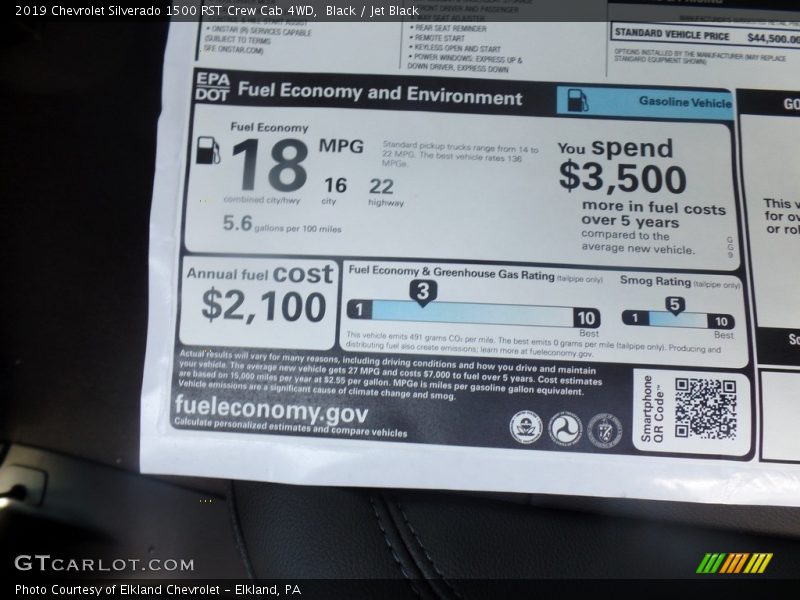 2019 Chevrolet Silverado 1500 RST Crew Cab 4WD, Black / Jet Black
• ONSTAR (R) SERVICES CAPABLE
(SUBJECT TO TERMS
SEE ONSTAR.COM)
FRONT DRIVER AND PASSENGER
• WAY SEAT ADJUSTER
• REAR SEAT REMINDER
• REMOTE START
• KEYLESS OPEN AND START
• POWER WINDOWS: EXPRESS UP &
DOWN DRIVER, EXPRESS DOWN
STANDARD VEHICLE PRICE $44,500.00
OPTIONS INSTALLED BY THE MANUFACTURER (MAY REPLACE
STANDARD EQUIPMENT SHOWN)
EPA
DOT
Fuel Economy and Environment
Gasoline Vehicle
GO
Fuel Economy
18 MPG
combined city/hwy
16
city
22
highway
5.6 gallons per 100 miles
Standard pickup trucks range from 14 to
22 MPG. The best vehicle rates 136
MPGe.
You spend
$3,500
more in fuel costs
over 5 years
compared to the
average new vehicle.
G
G
9
This v
for ov
or rol
Annual fuel cost
$2,100
Fuel Economy & Greenhouse Gas Rating (tailpipe only)
1
3
10
Best
Smog Rating (tailpipe only)
1
5
10
Best
This vehicle emits 491 grams CO₂ per mile. The best emits 0 grams per mile (tailpipe only). Producing and
distributing fuel also create emissions; learn more at fueleconomy.gov.
So
Actual results will vary for many reasons, including driving conditions and how you drive and maintain
your vehicle. The average new vehicle gets 27 MPG and costs $7,000 to fuel over 5 years. Cost estimates
are based on 15,000 miles per year at $2.55 per gallon. MPGe is miles per gasoline gallon equivalent.
Vehicle emissions are a significant cause of climate change and smog.
fueleconomy.gov
Calculate personalized estimates and compare vehicles
Smartphone
QR Code™
GTCARLOT.COM
Photo Courtesy of Elkland Chevrolet – Elkland, PA